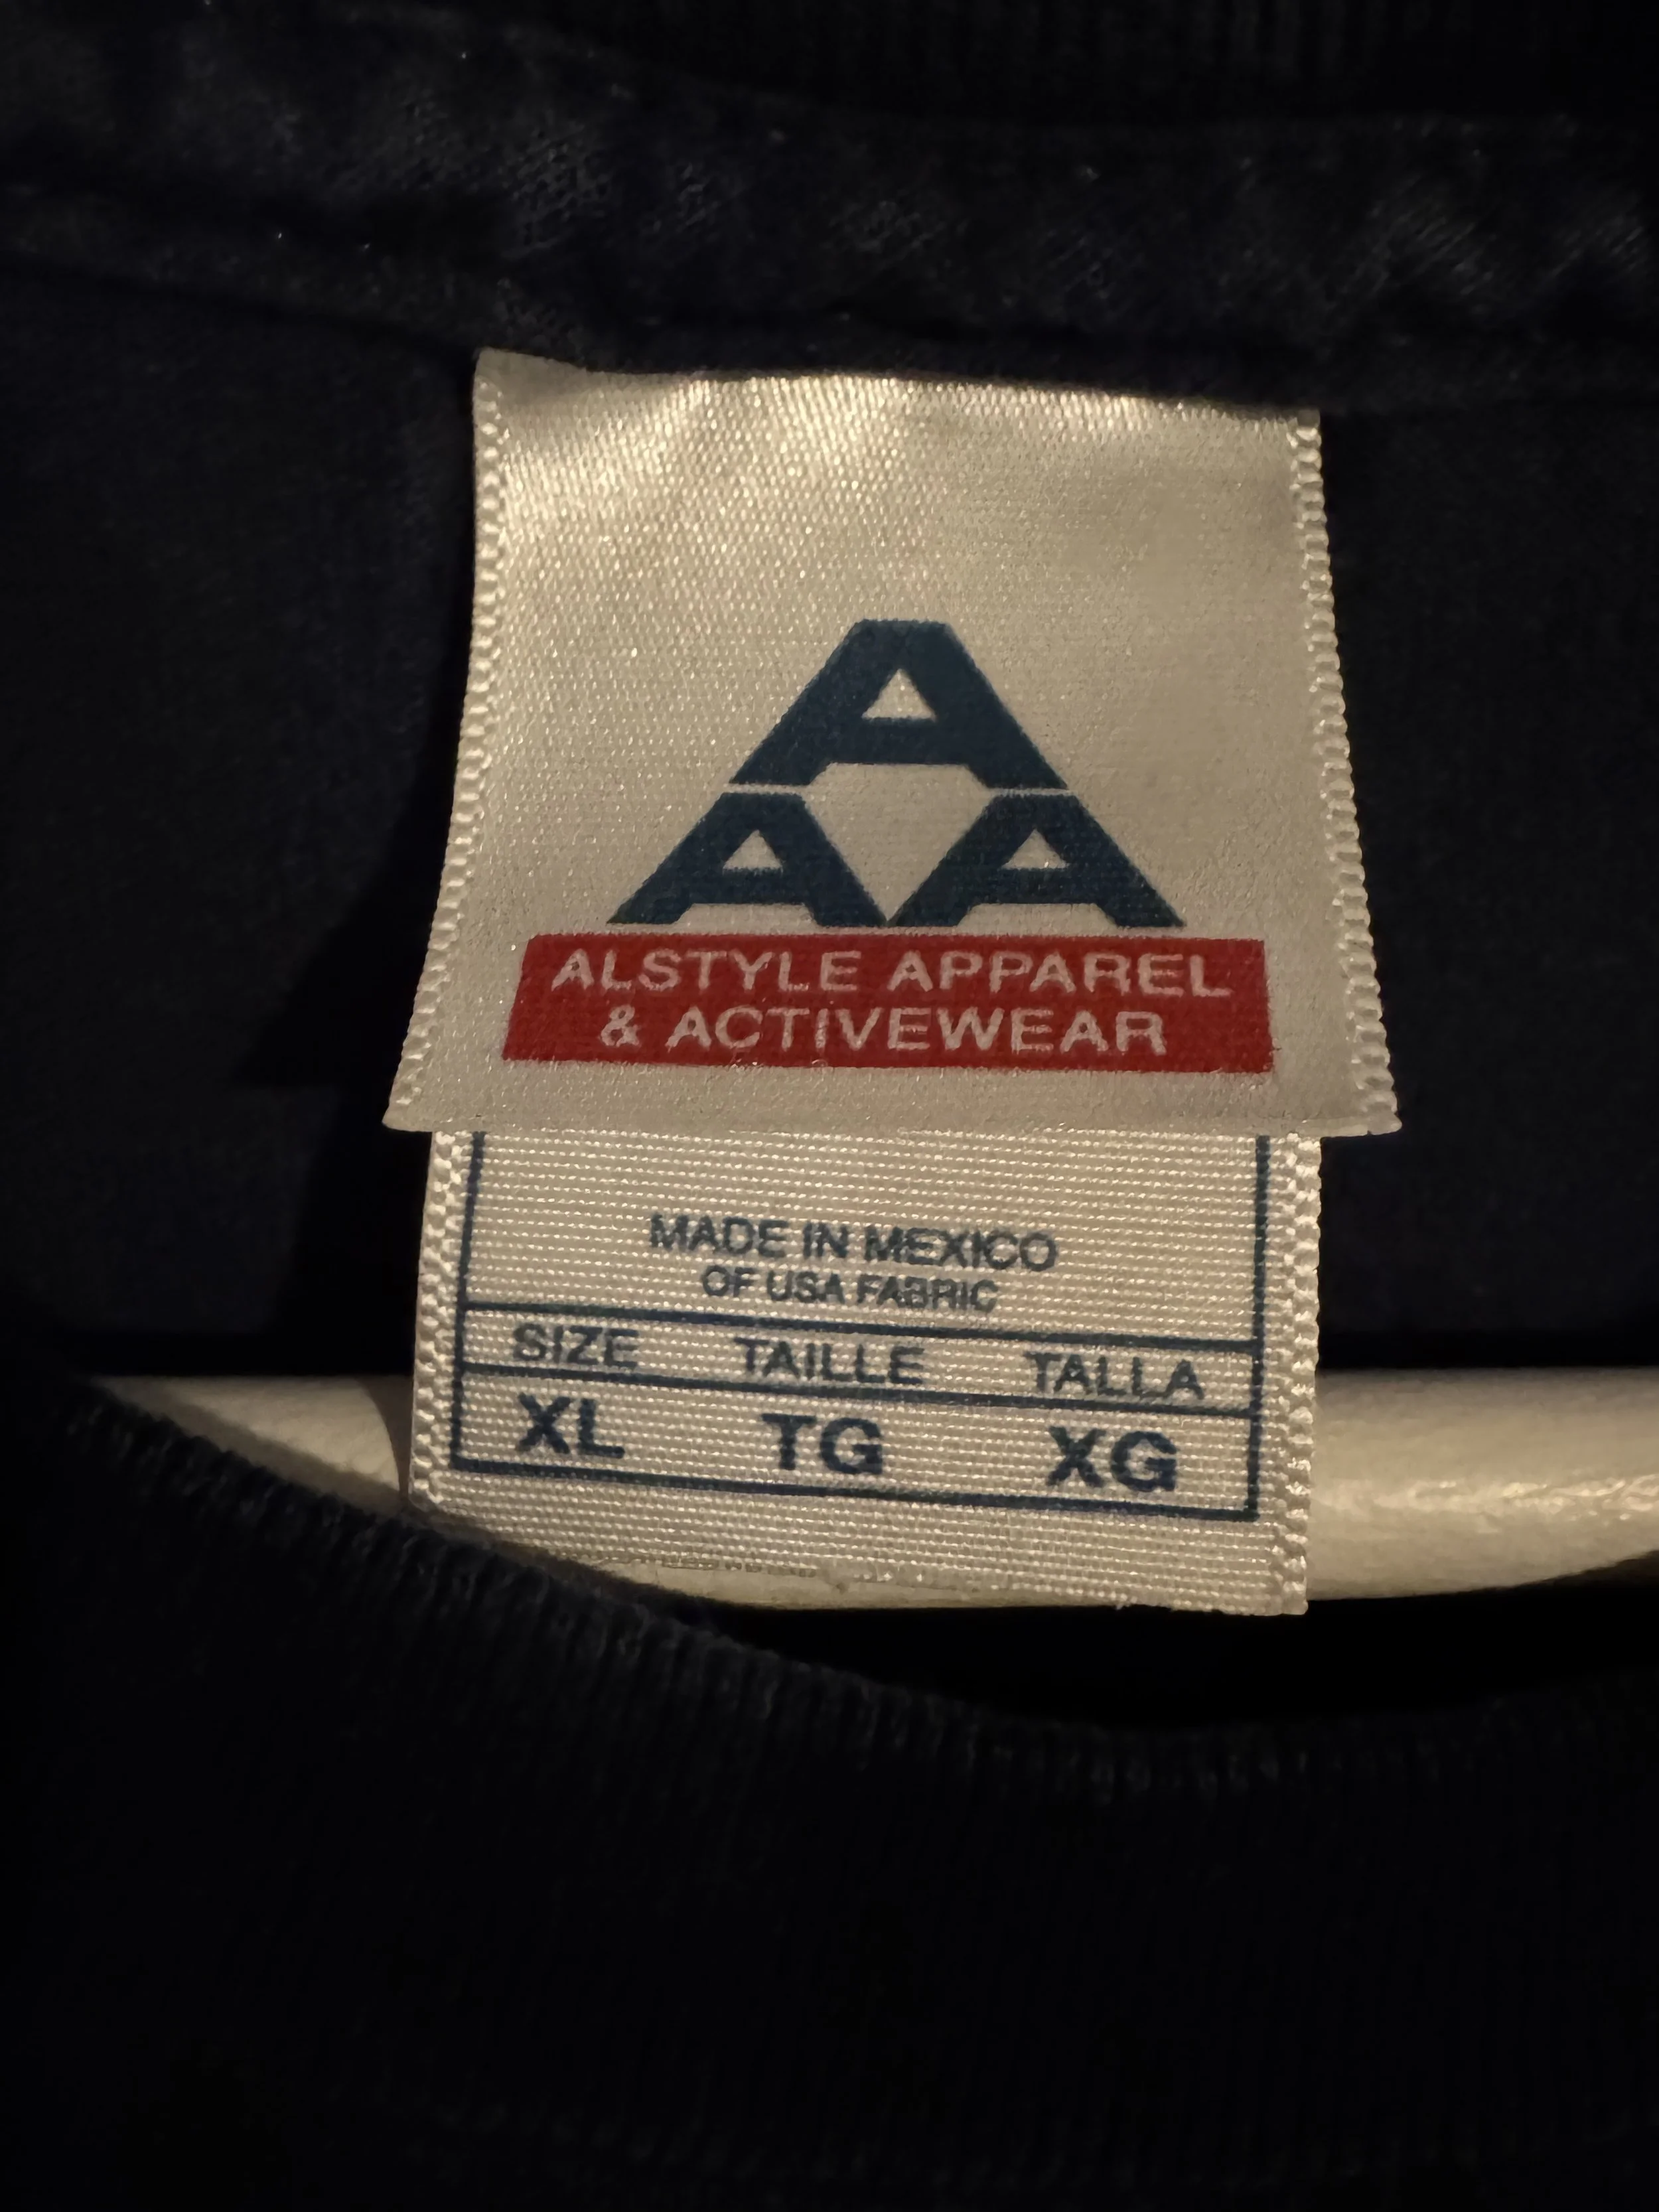 A
A A
ALSTYLE APPAREL
& ACTIVEWEAR
MADE IN MEXICO
OF USA FABRIC
SIZE TAILLE TALLA
XL TG XG